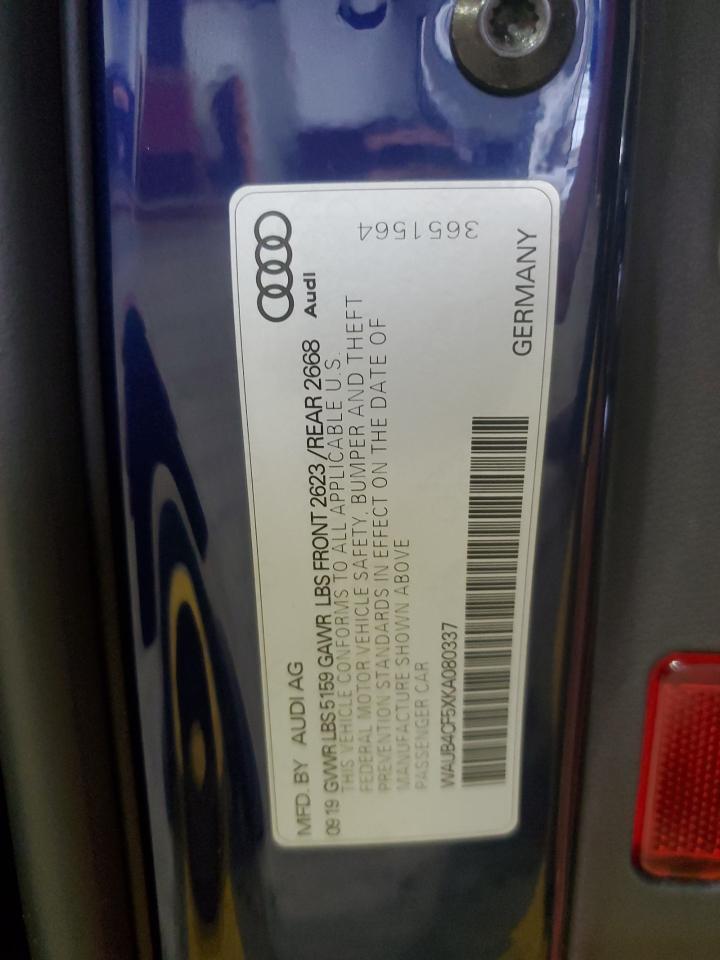 MFD. BY AUDI AG
Audi
09 19 GVWR LBS 5159 GAWR LBS FRONT 2623 /REAR 2668
THIS VEHICLE CONFORMS TO ALL APPLICABLE U.S.
FEDERAL MOTOR VEHICLE SAFETY, BUMPER AND THEFT
PREVENTION STANDARDS IN EFFECT ON THE DATE OF
MANUFACTURE SHOWN ABOVE
PASSENGER CAR
3651564
WAUB4CF5XKA080337
GERMANY